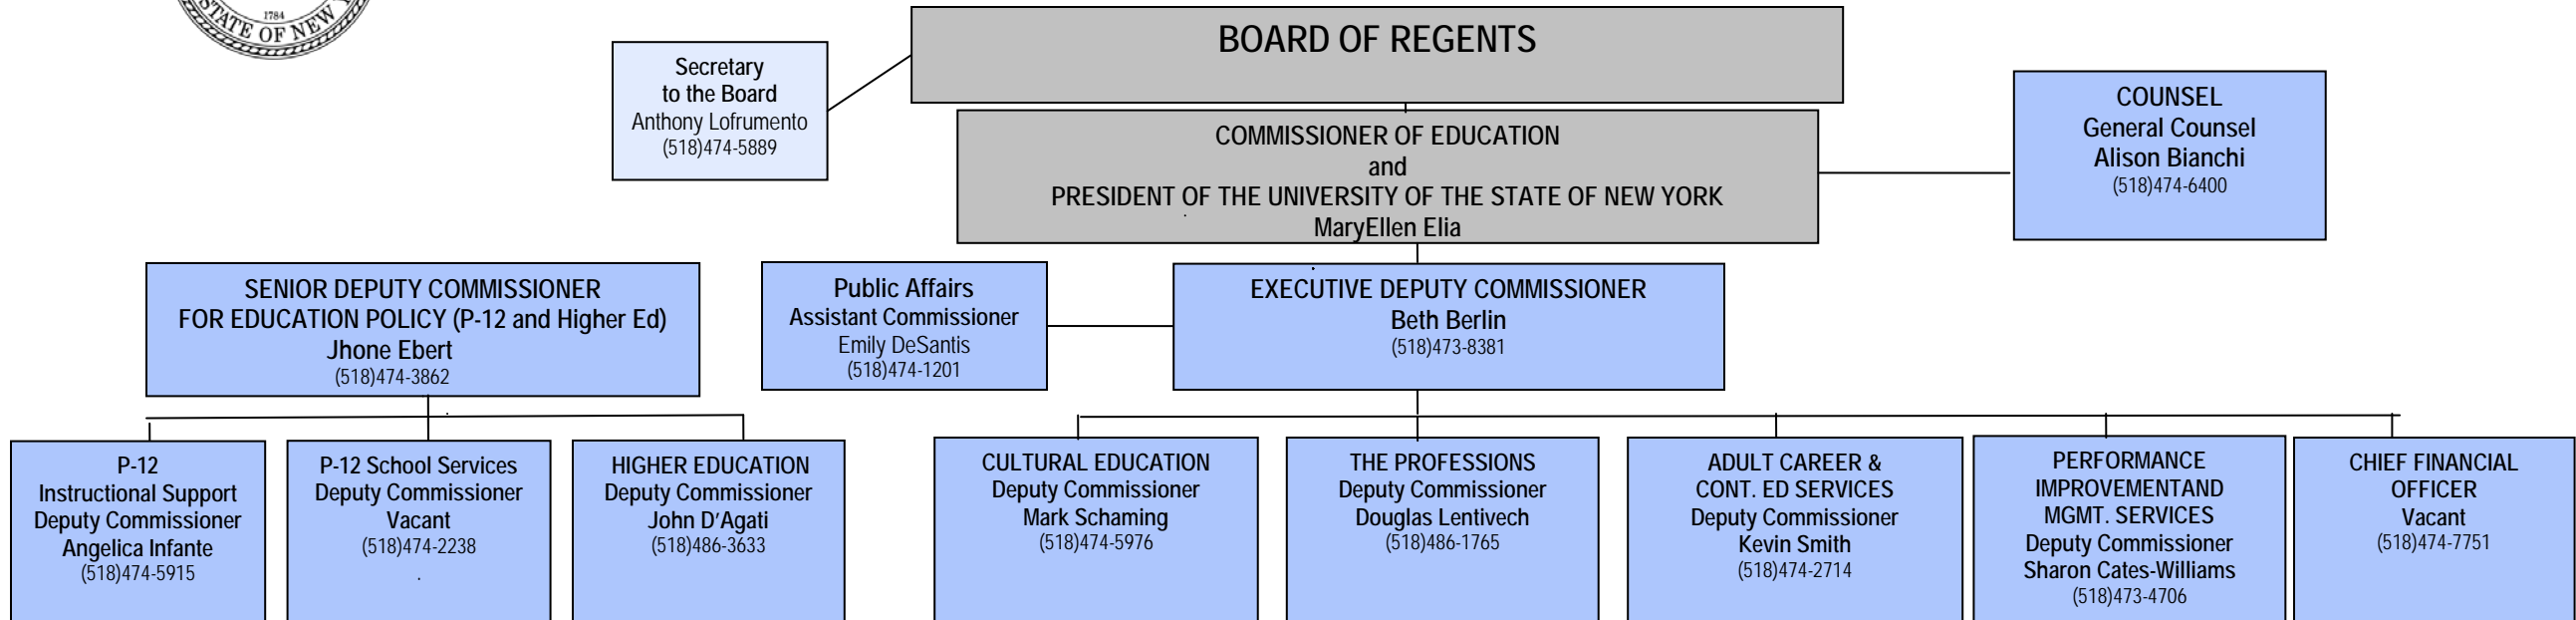 1784
STATE OF NEW
BOARD OF REGENTS
Secretary
to the Board
Anthony Lofrumento
(518)474-5889
COMMISSIONER OF EDUCATION
and
PRESIDENT OF THE UNIVERSITY OF THE STATE OF NEW YORK
MaryEllen Elia
COUNSEL
General Counsel
Alison Bianchi
(518)474-6400
SENIOR DEPUTY COMMISSIONER
FOR EDUCATION POLICY (P-12 and Higher Ed)
Jhone Ebert
(518)474-3862
Public Affairs
Assistant Commissioner
Emily DeSantis
(518)474-1201
EXECUTIVE DEPUTY COMMISSIONER
Beth Berlin
(518)473-8381
P-12
Instructional Support
Deputy Commissioner
Angelica Infante
(518)474-5915
P-12 School Services
Deputy Commissioner
Vacant
(518)474-2238
HIGHER EDUCATION
Deputy Commissioner
John D'Agati
(518)486-3633
CULTURAL EDUCATION
Deputy Commissioner
Mark Schaming
(518)474-5976
THE PROFESSIONS
Deputy Commissioner
Douglas Lentivech
(518)486-1765
ADULT CAREER &
CONT. ED SERVICES
Deputy Commissioner
Kevin Smith
(518)474-2714
PERFORMANCE
IMPROVEMENTAND
MGMT. SERVICES
Deputy Commissioner
Sharon Cates-Williams
(518)473-4706
CHIEF FINANCIAL
OFFICER
Vacant
(518)474-7751